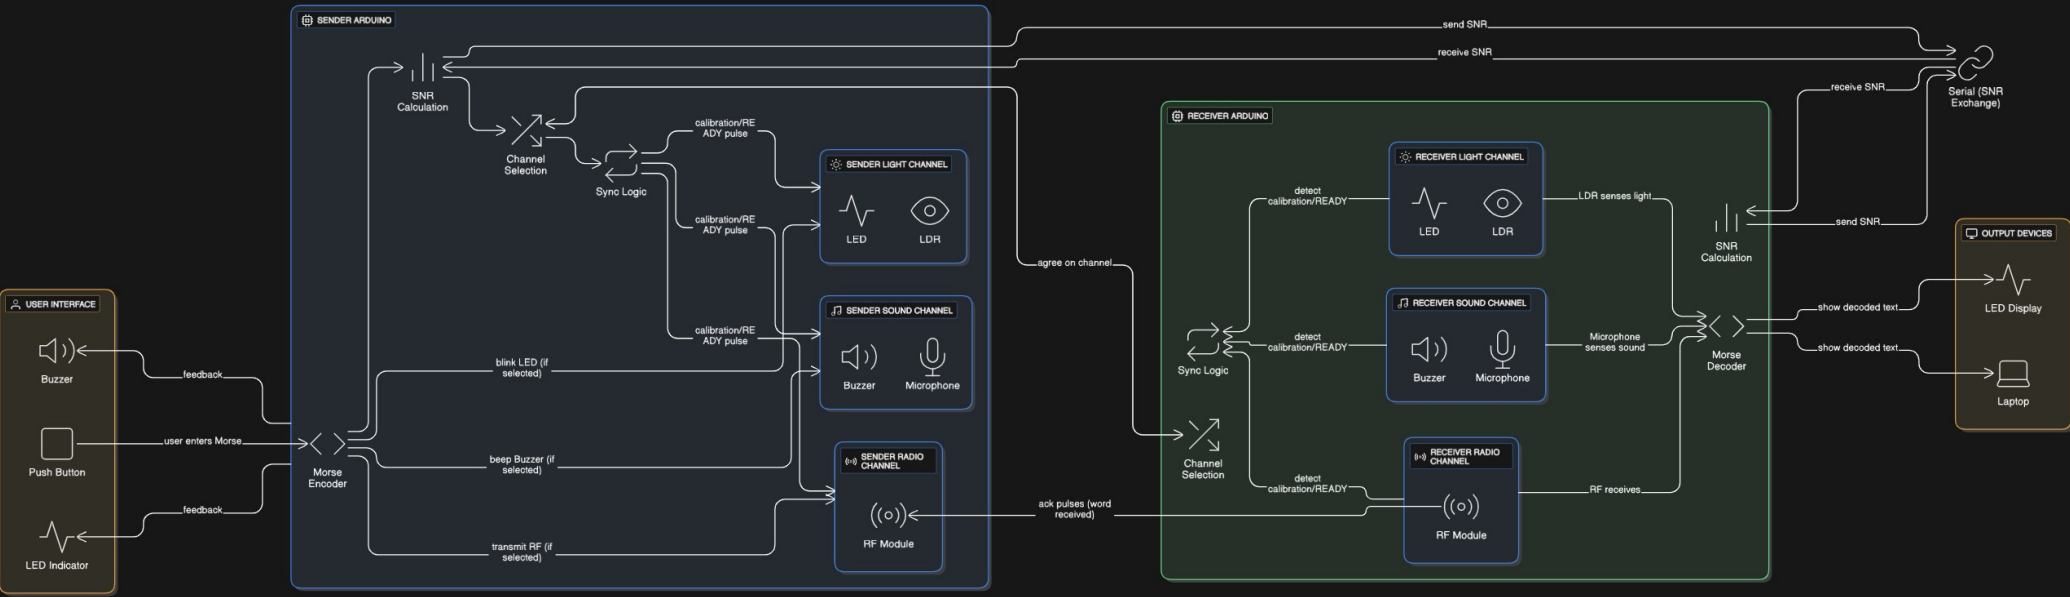 SENDER ARDUINO
send SNR
receive SNR
SNR
Calculation
receive SNR
Serial (SNR
Exchange)
RECEIVER ARDUINO
calibration/RE
ADY pulse
Channel
Selection
Sync Logic
SENDER LIGHT CHANNEL
LED
LDR
RECEIVER LIGHT CHANNEL
LED
LDR
detect
calibration/READY
LDR senses light
SNR
Calculation
send SNR
calibration/RE
ADY pulse
OUTPUT DEVICES
LED Display
agree on channel
USER INTERFACE
Buzzer
feedback
SENDER SOUND CHANNEL
Buzzer
Microphone
calibration/RE
ADY pulse
RECEIVER SOUND CHANNEL
Buzzer
Microphone
detect
calibration/READY
Microphone
senses sound
Sync Logic
Morse
Decoder
show decoded text
show decoded text
Laptop
blink LED (if
selected)
user enters Morse
Push Button
Morse
Encoder
beep Buzzer (if
selected)
SENDER RADIO
CHANNEL
RF Module
Channel
Selection
RECEIVER RADIO
CHANNEL
RF Module
detect
calibration/READY
RF receives
ack pulses (word
received)
feedback
LED Indicator
transmit RF (if
selected)